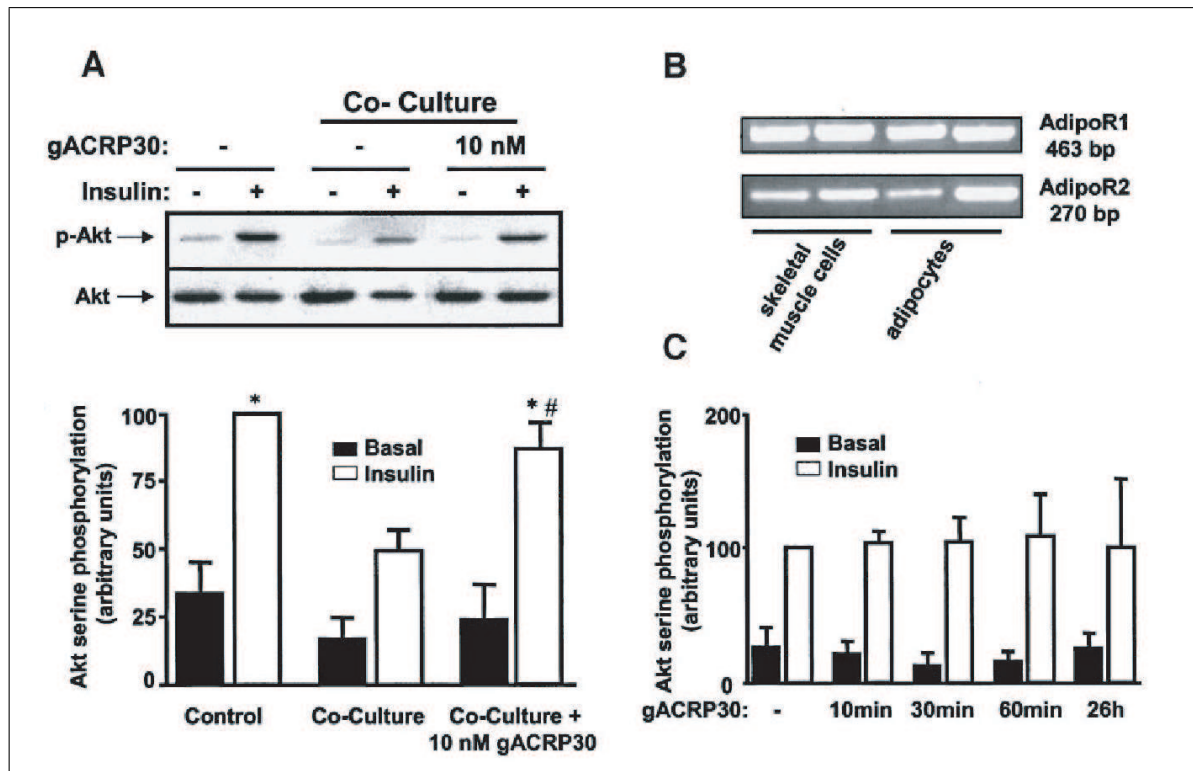 A
Co- Culture
gACRP30: - - 10 nM
Insulin: - + - + - +
p-Akt
Akt
Akt serine phosphorylation
(arbitrary units)
100
75
50
25
0
* * #
Basal
Insulin
Control Co-Culture Co-Culture +
10 nM gACRP30
B
AdipoR1
463 bp
AdipoR2
270 bp
skeletal
muscle cells
adipocytes
C
Akt serine phosphorylation
(arbitrary units)
200
100
0
Basal
Insulin
gACRP30: - 10min 30min 60min 26h